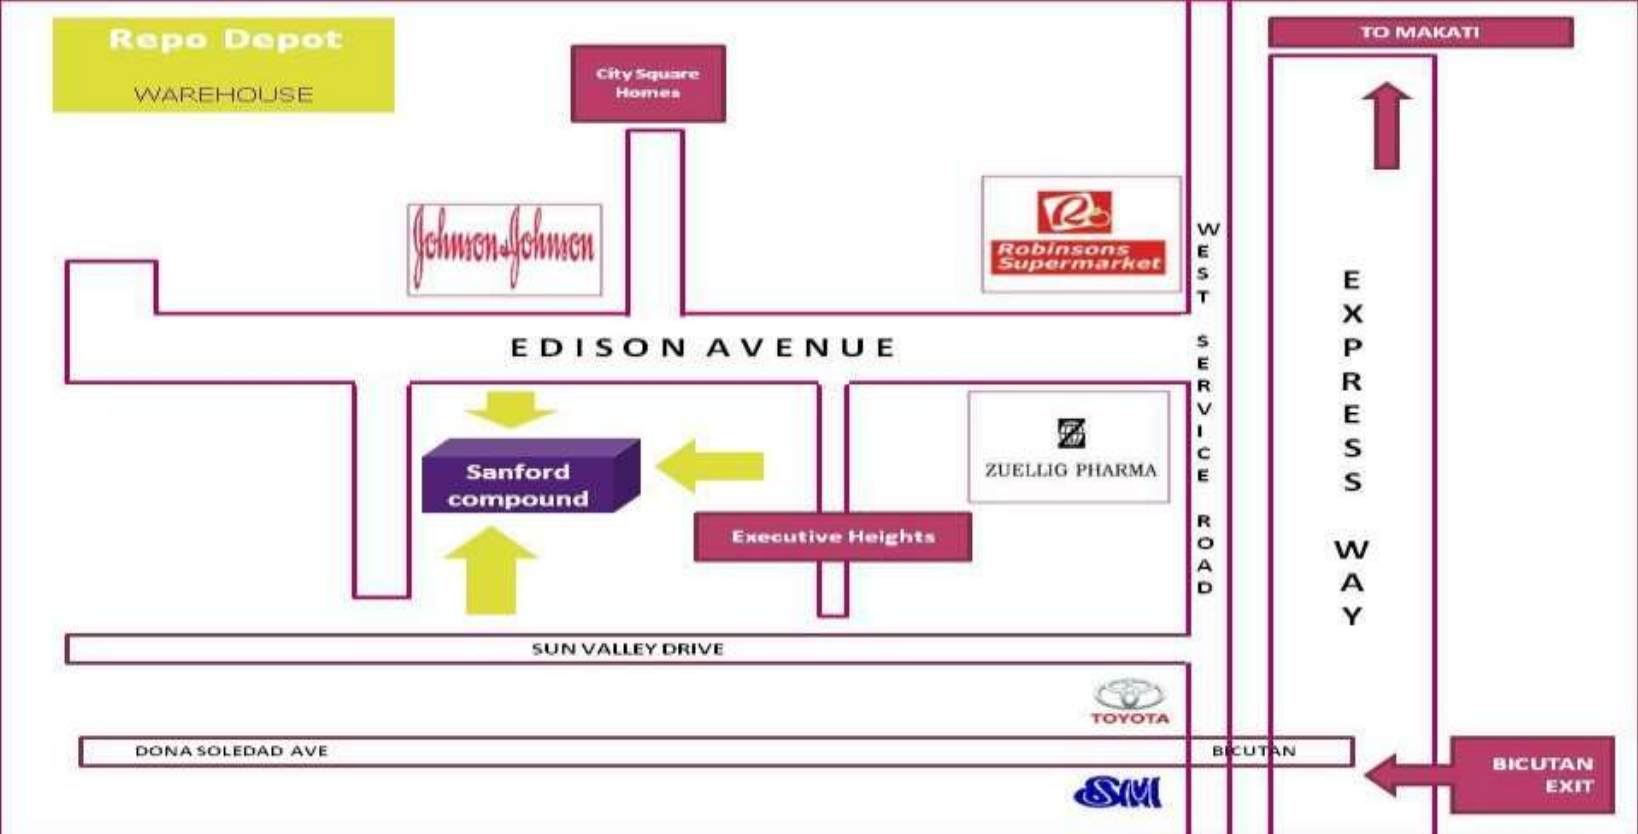 Repo Depot
WAREHOUSE
City Square
Homes
TO MAKATI
Johnson & Johnson
R
Robinsons
Supermarket
WEST SERVICE ROAD
EXPRESS WAY
EDISON AVENUE
Sanford
compound
Z
ZUELLIG PHARMA
Executive Heights
SUN VALLEY DRIVE
TOYOTA
DONA SOLEDAD AVE
BICUTAN
BICUTAN
EXIT
SM